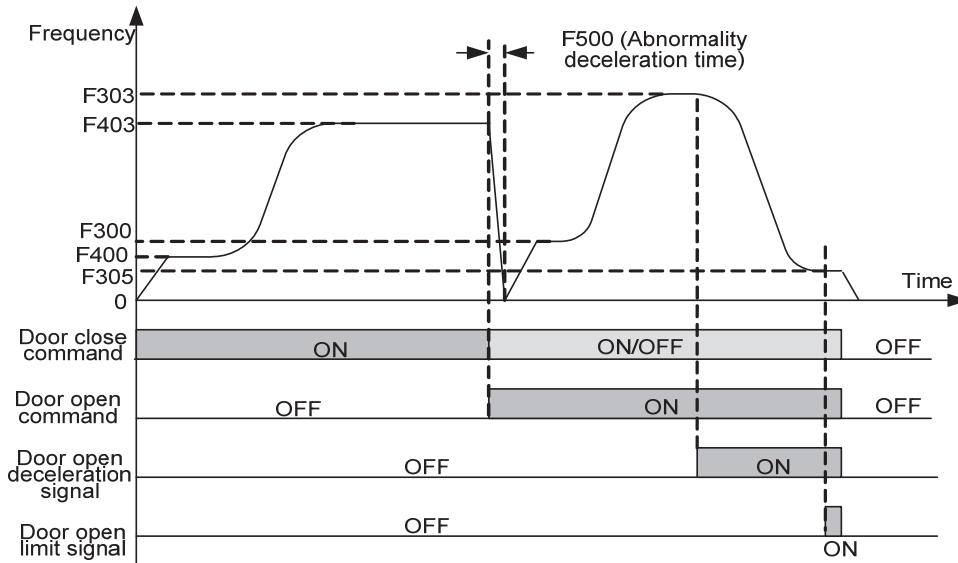 Frequency
F500 (Abnormality
deceleration time)
F303
F403
F300
F400
F305
0
Time
Door close
command
ON
ON/OFF
OFF
Door open
command
OFF
ON
OFF
Door open
deceleration
signal
OFF
ON
Door open
limit signal
OFF
ON